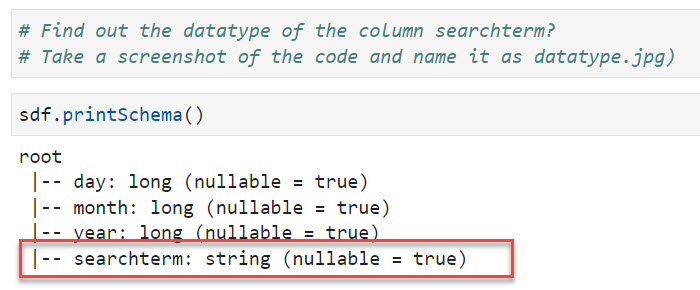 # Find out the datatype of the column searchterm?
# Take a screenshot of the code and name it as datatype.jpg)
sdf.printSchema()
root
 |-- day: long (nullable = true)
 |-- month: long (nullable = true)
 |-- year: long (nullable = true)
 |-- searchterm: string (nullable = true)